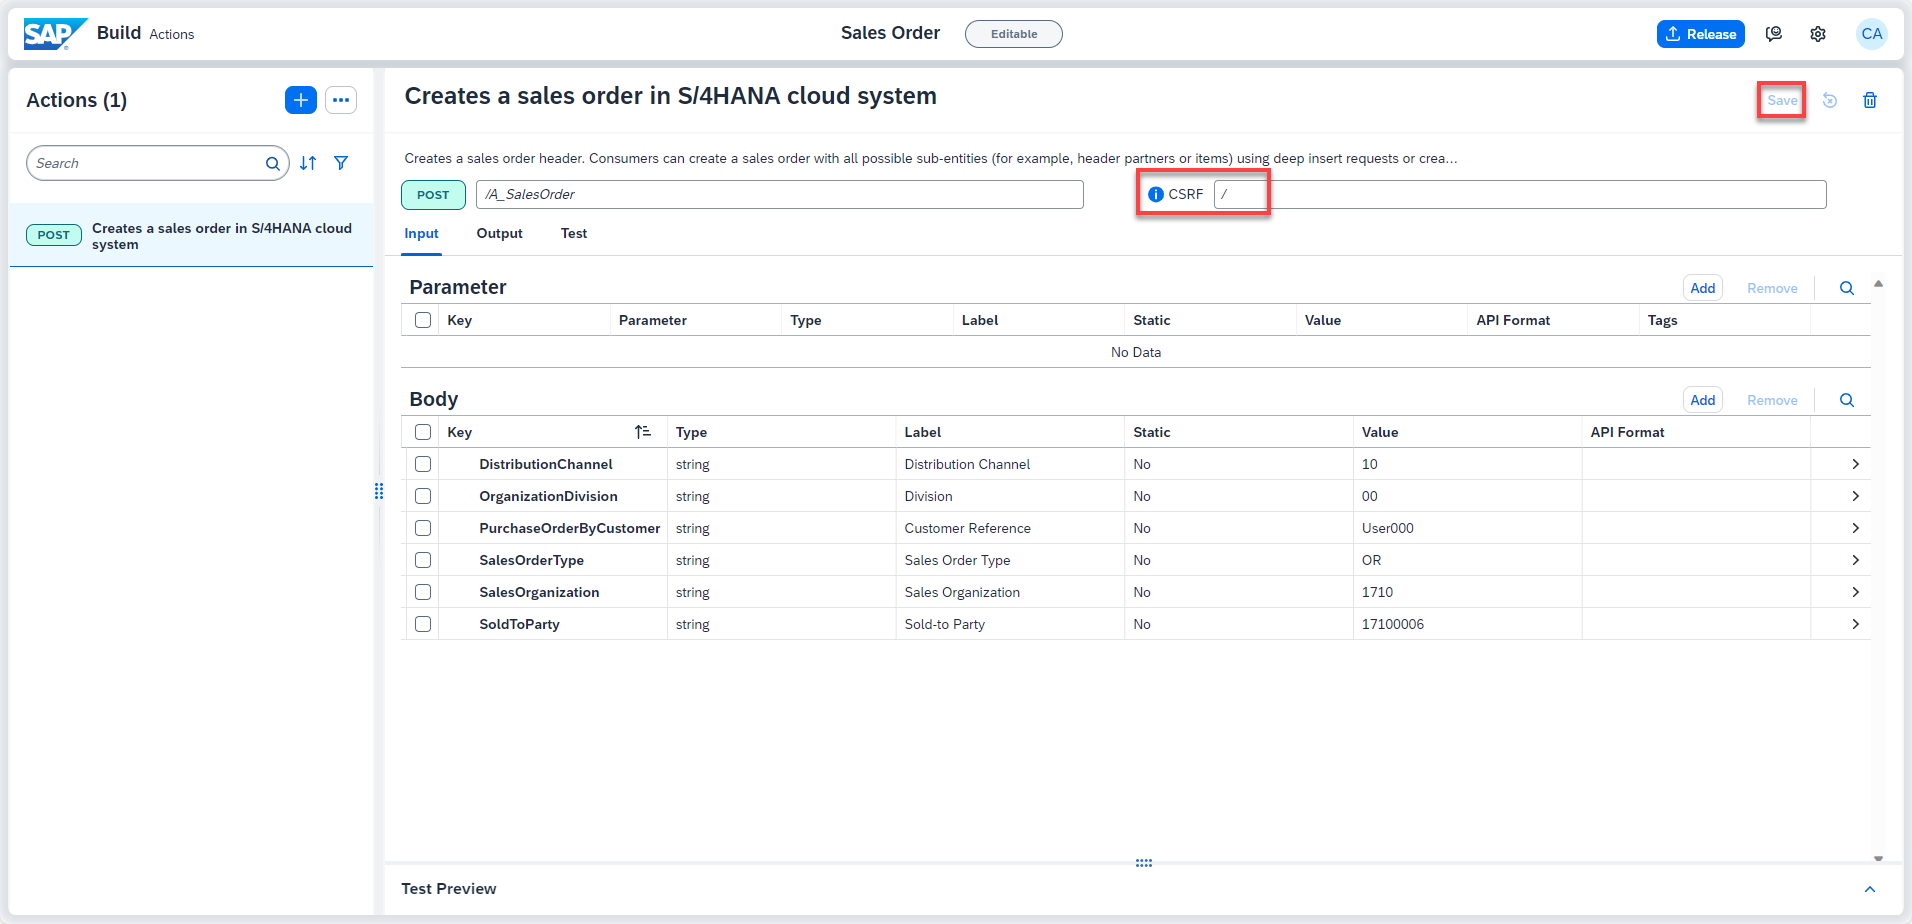 SAP Build Actions
Sales Order Editable
Release CA
Actions (1)
Search
POST Creates a sales order in S/4HANA cloud
system
Creates a sales order in S/4HANA cloud system
Save
Creates a sales order header. Consumers can create a sales order with all possible sub-entities (for example, header partners or items) using deep insert requests or crea...
POST /A_SalesOrder CSRF /
Input Output Test
Parameter Add Remove
Key Parameter Type Label Static Value API Format Tags
No Data
Body Add Remove
Key Type Label Static Value API Format
DistributionChannel string Distribution Channel No 10
OrganizationDivision string Division No 00
PurchaseOrderByCustomer string Customer Reference No User000
SalesOrderType string Sales Order Type No OR
SalesOrganization string Sales Organization No 1710
SoldToParty string Sold-to Party No 17100006
Test Preview